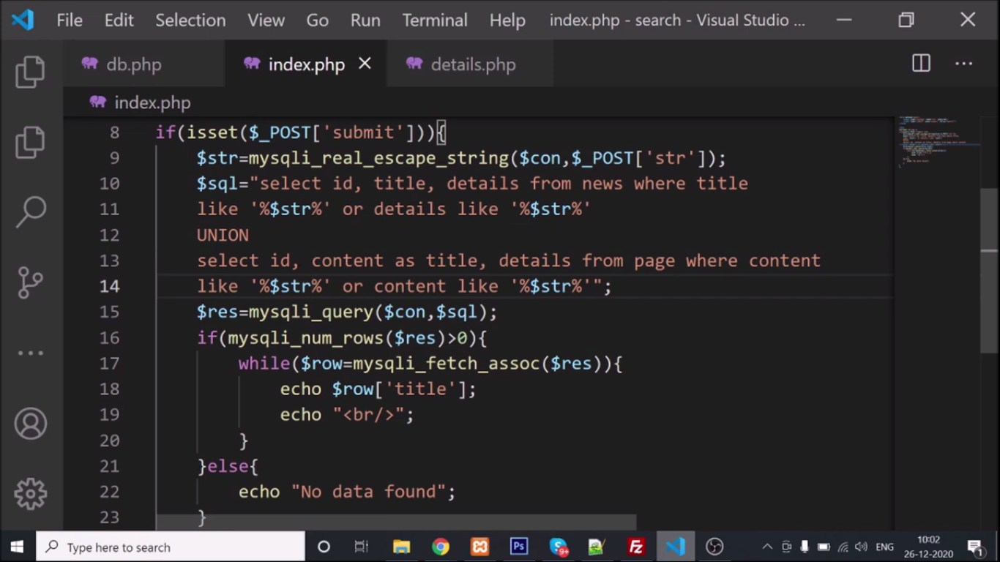 File Edit Selection View Go Run Terminal Help index.php - search - Visual Studio ...
db.php index.php details.php
index.php
8 if(isset($_POST['submit'])){
9 $str=mysqli_real_escape_string($con,$_POST['str']);
10 $sql="select id, title, details from news where title
11 like '%$str%' or details like '%$str%'
12 UNION
13 select id, content as title, details from page where content
14 like '%$str%' or content like '%$str%'";
15 $res=mysqli_query($con,$sql);
16 if(mysqli_num_rows($res)>0){
17 while($row=mysqli_fetch_assoc($res)){
18 echo $row['title'];
19 echo "<br/>";
20 }
21 }else{
22 echo "No data found";
23 }
Type here to search Ps 9+ Fz ENG 10:02
26-12-2020 1